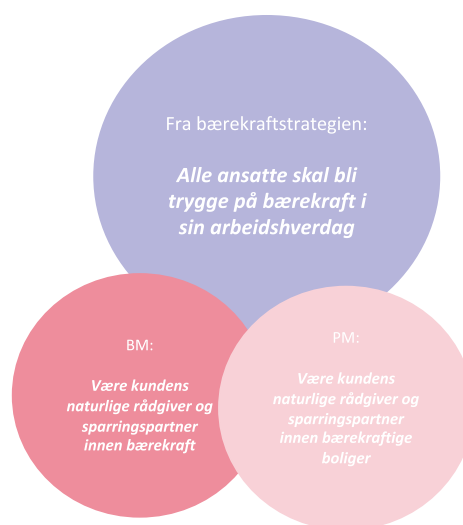 Fra bærekraftstrategien:
Alle ansatte skal bli
trygge på bærekraft i
sin arbeidshverdag
BM:
Være kundens
naturlige rådgiver og
sparringspartner
innen bærekraft
PM:
Være kundens
naturlige rådgiver og
sparringspartner
innen bærekraftige
boliger